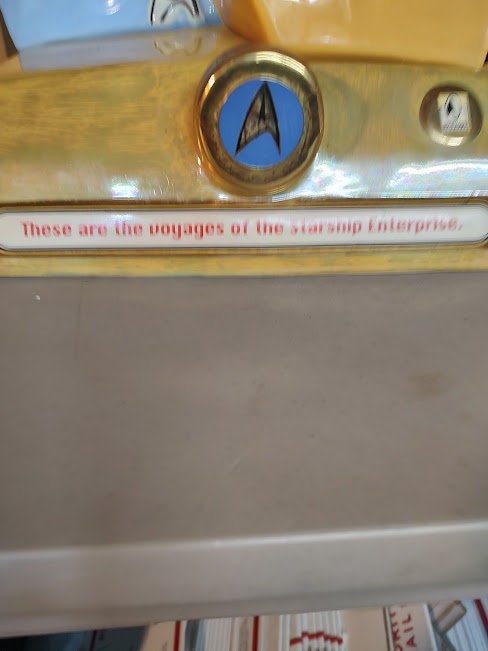 These are the voyages of the starship Enterprise.